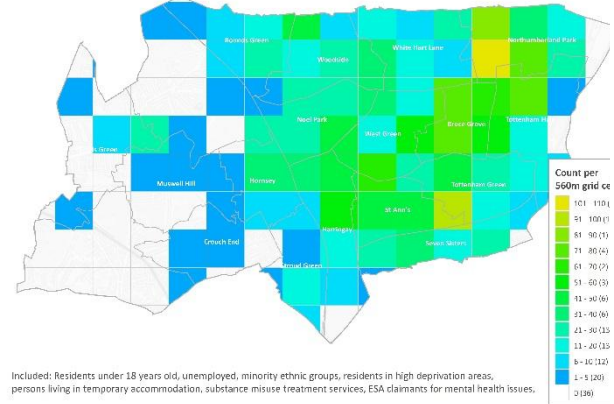 Bounds Green
Woodside
White Hart Lane
Northumberland Park
Noel Park
West Green
Bruce Grove
Tottenham H
Green
Muswell Hill
Hornsey
Tottenham Green
St Ann's
Harringay
Crouch End
Seven Sisters
Stroud Green
Count per
560m grid ce
101 - 110 (
91 - 100 (
81 - 90 (1)
71 - 80 (4)
61 - 70 (2)
51 - 60 (3)
41 - 50 (6)
31 - 40 (6)
21 - 30 (13
11 - 20 (13
6 - 10 (12)
1 - 5 (20)
0 (36)
Included: Residents under 18 years old, unemployed, minority ethnic groups, residents in high deprivation areas,
persons living in temporary accommodation, substance misuse treatment services, ESA claimants for mental health issues.